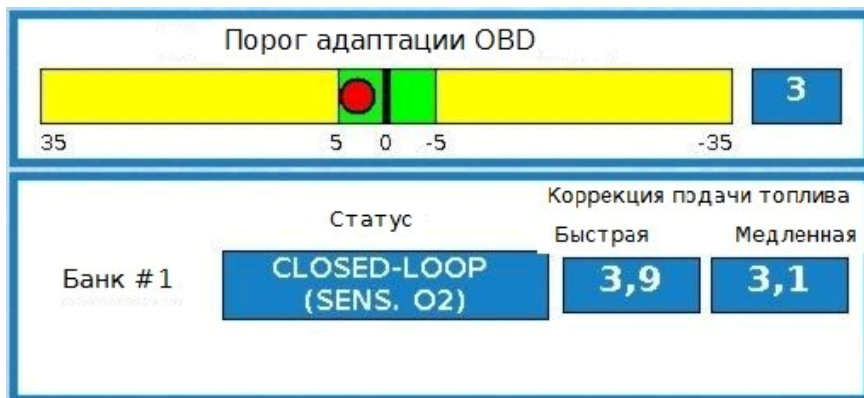 Порог адаптации OBD
3
35 5 0 -5 -35
Коррекция подачи топлива
Статус
Быстрая Медленная
Банк #1
CLOSED-LOOP
(SENS. O2)
3,9
3,1